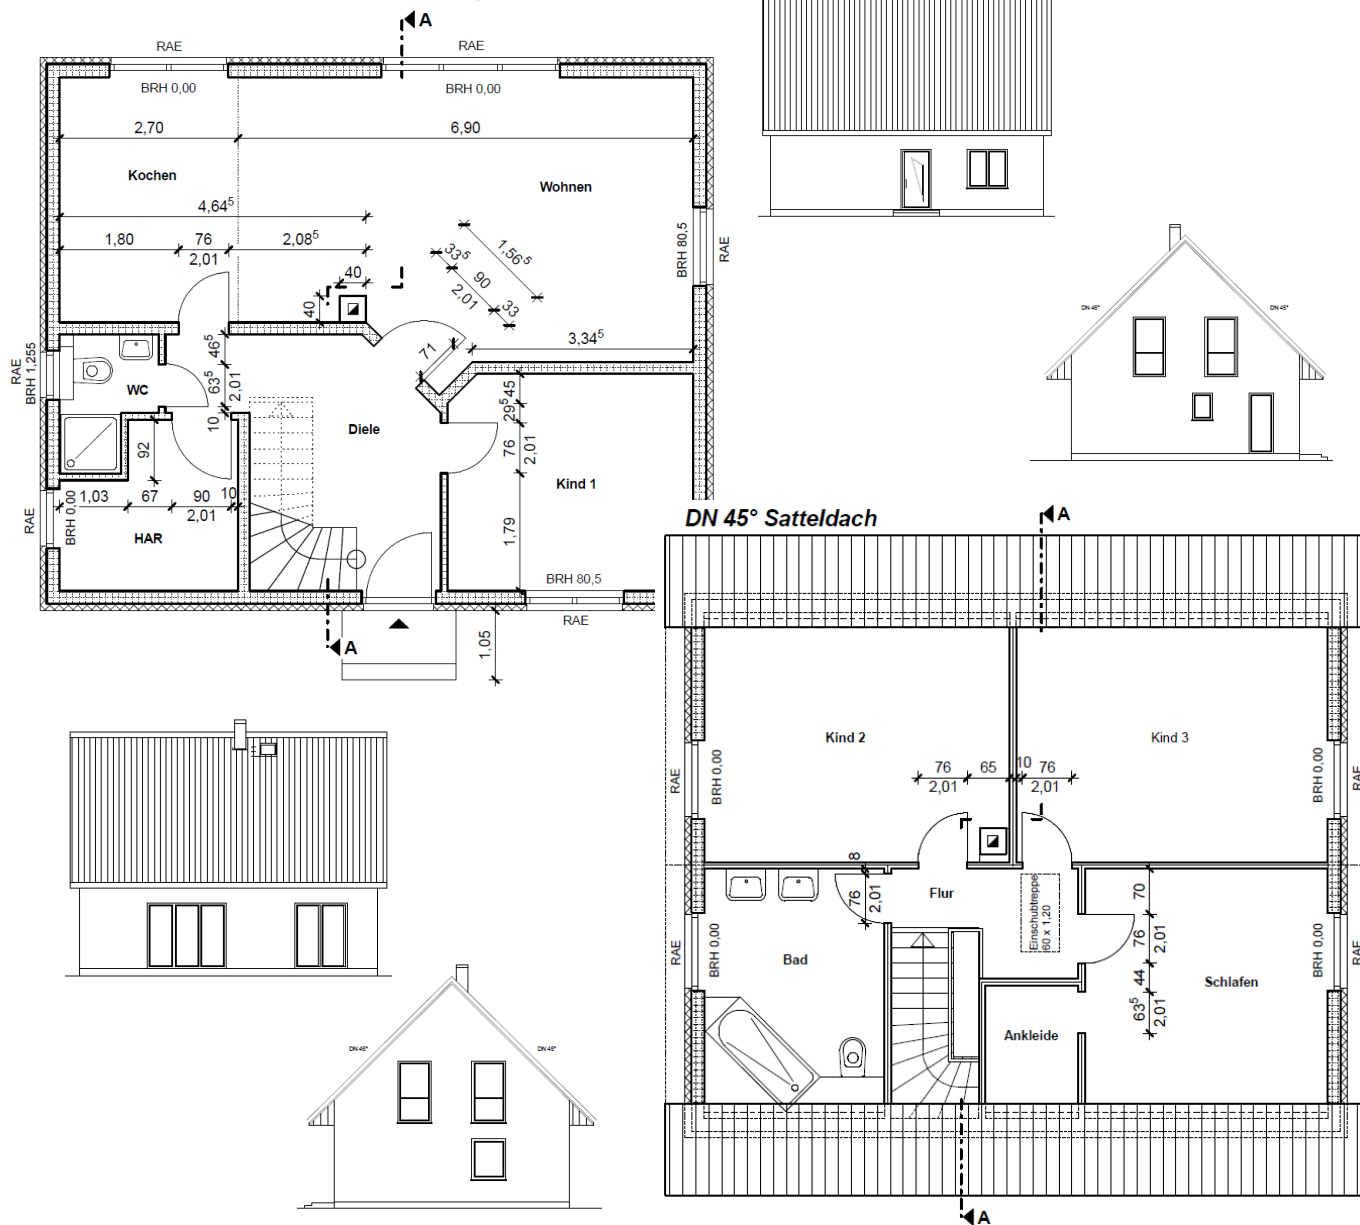 A
RAE
RAE
BRH 0,00
BRH 0,00
2,70
6,90
Kochen
Wohnen
4,64⁵
1,80
76
2,01
2,08⁵
33⁵
90
2,01
33
1,56⁵
BRH 80,5
RAE
40
40
71
3,34⁵
RAE
BRH 1,255
WC
46⁵
63⁵
2,01
10
45
29⁵
76
2,01
1,79
Diele
Kind 1
92
RAE
BRH 0,00
1,03
67
90
2,01
10
HAR
BRH 80,5
RAE
A
1,05
DN 45°
DN 45°
DN 45° Satteldach
A
Kind 2
Kind 3
RAE
BRH 0,00
76
2,01
65
10
76
2,01
BRH 0,00
RAE
8
76
2,01
Flur
Einschubtreppe
60 x 1,20
70
76
2,01
44
63⁵
2,01
RAE
BRH 0,00
Bad
Schlafen
BRH 0,00
RAE
Ankleide
A
DN 45°
DN 45°